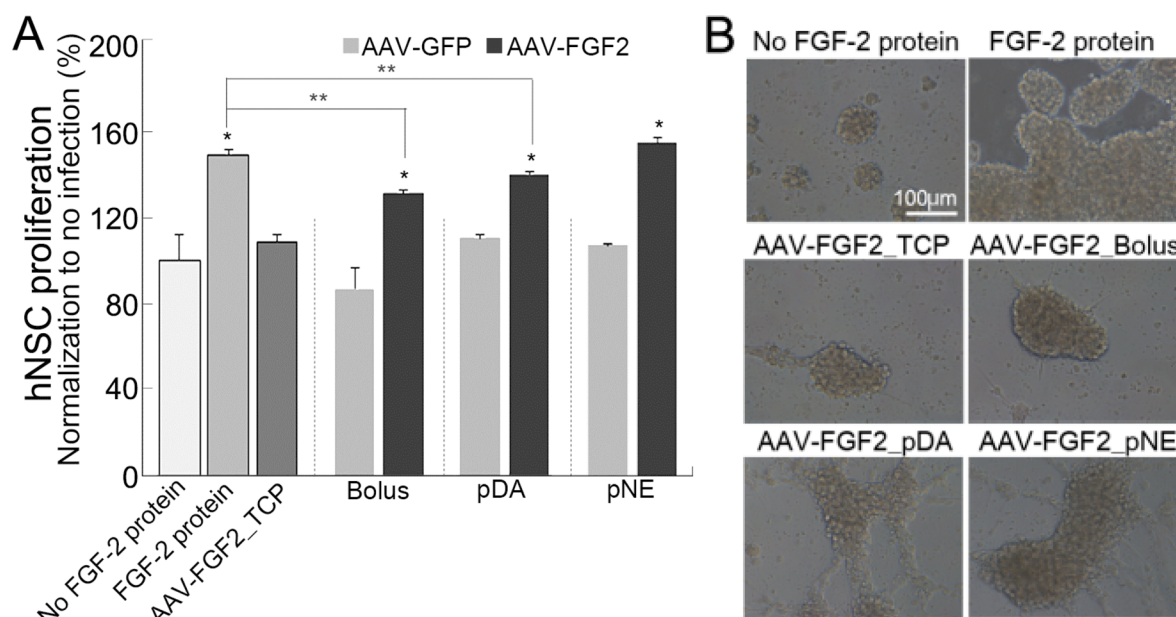 A
hNSC proliferation
Normalization to no infection (%)
200
160
120
80
40
0
AAV-GFP AAV-FGF2
**
**
*
*
*
*
No FGF-2 protein
FGF-2 protein
AAV-FGF2_TCP
Bolus
pDA
pNE
B
No FGF-2 protein
FGF-2 protein
100μm
AAV-FGF2_TCP
AAV-FGF2_Bolus
AAV-FGF2_pDA
AAV-FGF2_pNE